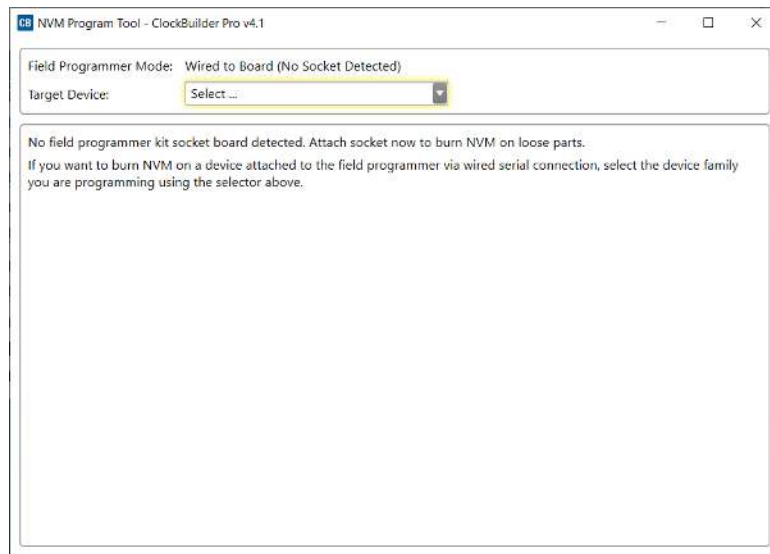 CB NVM Program Tool - ClockBuilder Pro v4.1
Field Programmer Mode: Wired to Board (No Socket Detected)
Target Device: Select ...
No field programmer kit socket board detected. Attach socket now to burn NVM on loose parts.
If you want to burn NVM on a device attached to the field programmer via wired serial connection, select the device family
you are programming using the selector above.